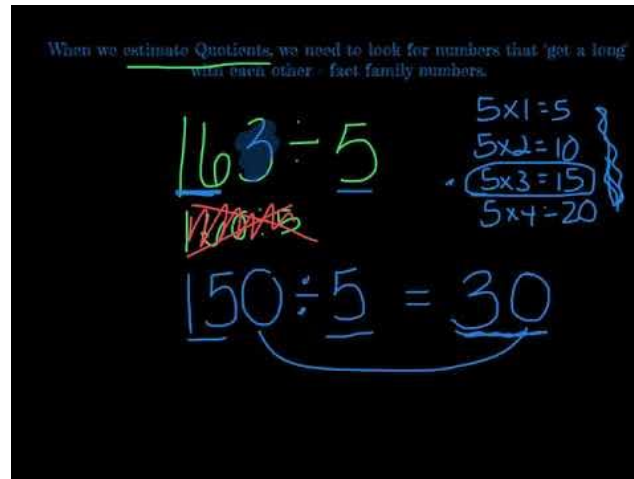 When we estimate Quotients, we need to look for numbers that 'get a long'
with each other - fact family numbers.
163 ÷ 5
5x1=5
5x2=10
5x3=15
5x4=20
150 ÷ 5 = 30